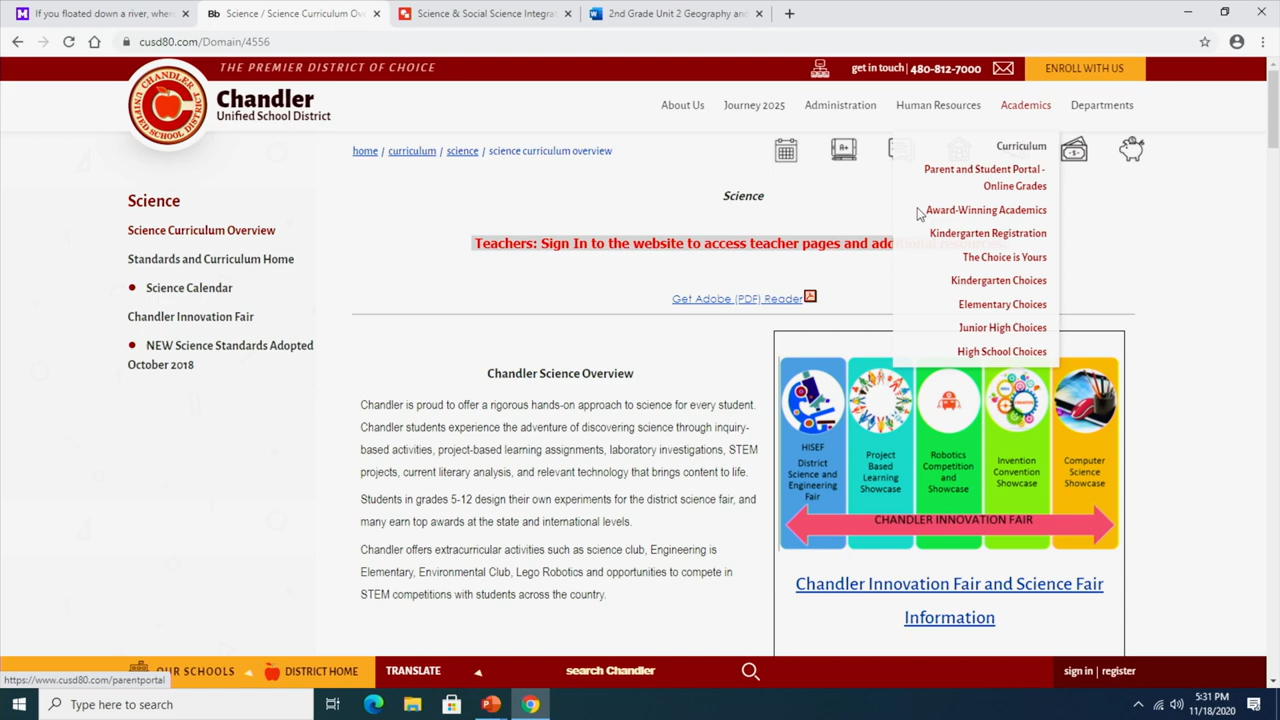 If you floated down a river, where
Bb Science / Science Curriculum Ov
Science & Social Science Integrat
2nd Grade Unit 2 Geography and
cusd80.com/Domain/4556
THE PREMIER DISTRICT OF CHOICE
get in touch | 480-812-7000
ENROLL WITH US
CHANDLER
UNIFIED SCHOOL DISTRICT
Chandler
Unified School District
About Us Journey 2025 Administration Human Resources Academics Departments
home / curriculum / science / science curriculum overview
Curriculum
Parent and Student Portal -
Online Grades
Award-Winning Academics
Kindergarten Registration
The Choice is Yours
Kindergarten Choices
Elementary Choices
Junior High Choices
High School Choices
Science
Science Curriculum Overview
Standards and Curriculum Home
Science Calendar
Chandler Innovation Fair
NEW Science Standards Adopted
October 2018
Science
Teachers: Sign In to the website to access teacher pages and additional resources.
Get Adobe (PDF) Reader
Chandler Science Overview
Chandler is proud to offer a rigorous hands-on approach to science for every student.
Chandler students experience the adventure of discovering science through inquiry-
based activities, project-based learning assignments, laboratory investigations, STEM
projects, current literary analysis, and relevant technology that brings content to life.
Students in grades 5-12 design their own experiments for the district science fair, and
many earn top awards at the state and international levels.
Chandler offers extracurricular activities such as science club, Engineering is
Elementary, Environmental Club, Lego Robotics and opportunities to compete in
STEM competitions with students across the country.
HISEF
District
Science and
Engineering
Fair
Project
Based
Learning
Showcase
Robotics
Competition
and
Showcase
Invention
Convention
Showcase
Computer
Science
Showcase
CHANDLER INNOVATION FAIR
Chandler Innovation Fair and Science Fair
Information
OUR SCHOOLS
DISTRICT HOME
TRANSLATE
search Chandler
sign in | register
https://www.cusd80.com/parentportal
Type here to search
5:31 PM
11/18/2020